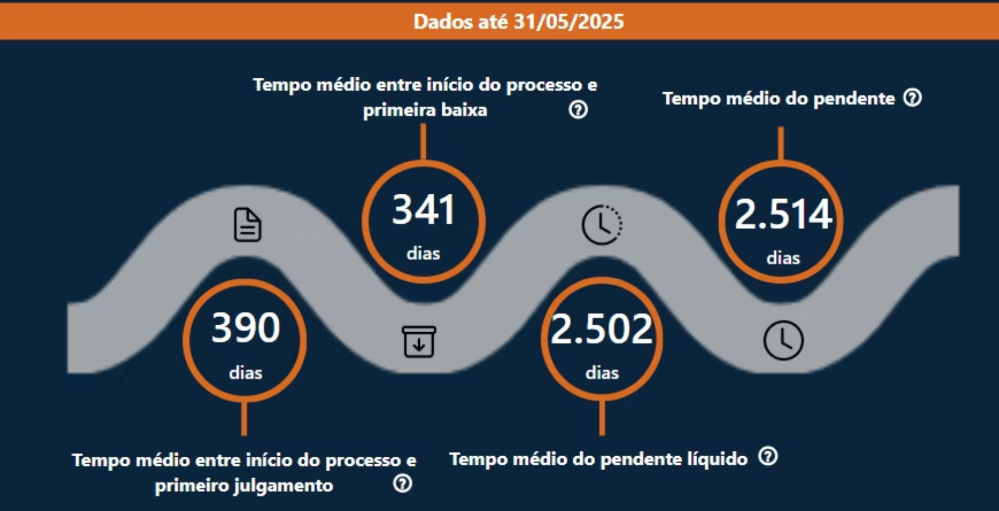 Dados até 31/05/2025
Tempo médio entre início do processo e
primeira baixa
Tempo médio do pendente
341
dias
2.514
dias
390
dias
2.502
dias
Tempo médio entre início do processo e
primeiro julgamento
Tempo médio do pendente líquido